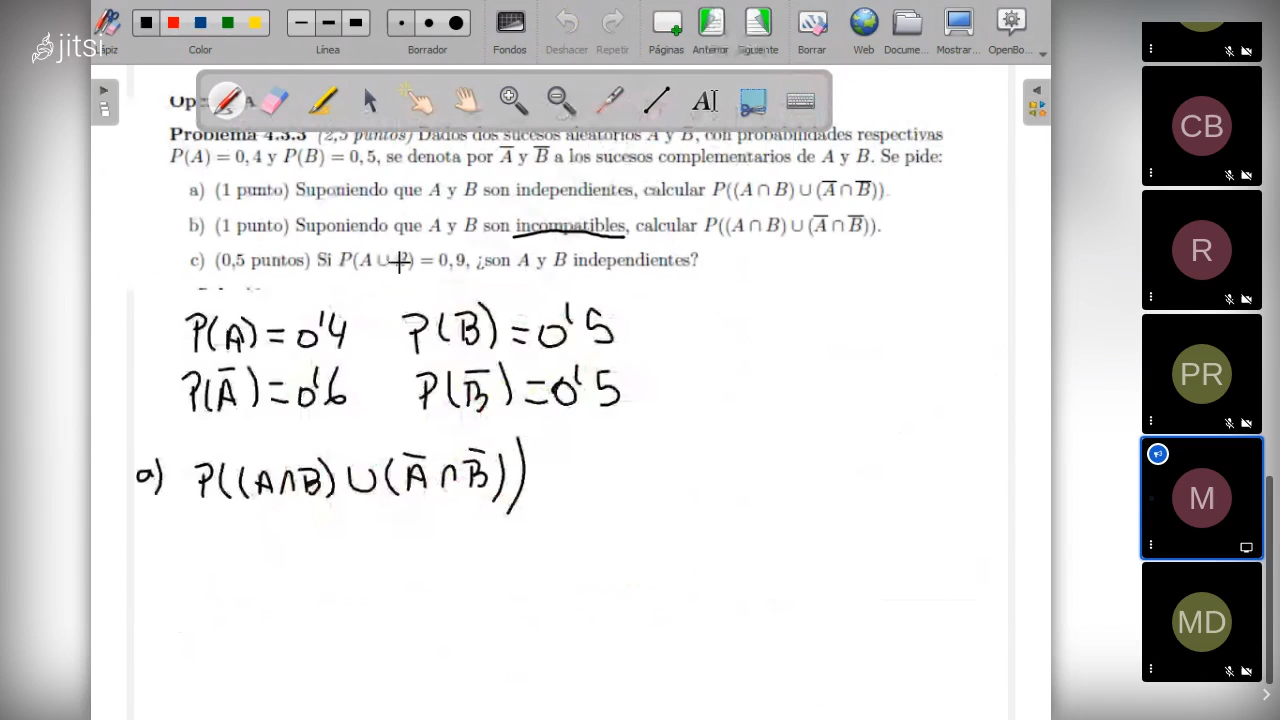 jitsi
Color
Línea
Borrador
Fondos
Deshacer
Repetir
Páginas
Anterior
Siguiente
Borrar
Web
Docume...
Mostrar...
OpenBo...
Problema 4.3.3 (2,5 puntos) Dados dos sucesos aleatorios A y B, con probabilidades respectivas
P(A) = 0,4 y P(B) = 0,5, se denota por A̅ y B̅ a los sucesos complementarios de A y B. Se pide:
a) (1 punto) Suponiendo que A y B son independientes, calcular P((A ∩ B) ∪ (A̅ ∩ B̅)).
b) (1 punto) Suponiendo que A y B son incompatibles, calcular P((A ∩ B) ∪ (A̅ ∩ B̅)).
c) (0,5 puntos) Si P(A ∪ B) = 0,9, ¿son A y B independientes?
P(A) = 0'4 P(B) = 0'5
P(A̅) = 0'6 P(B̅) = 0'5
a) P((A∩B) ∪ (A̅ ∩ B̅))
CB
R
PR
M
MD